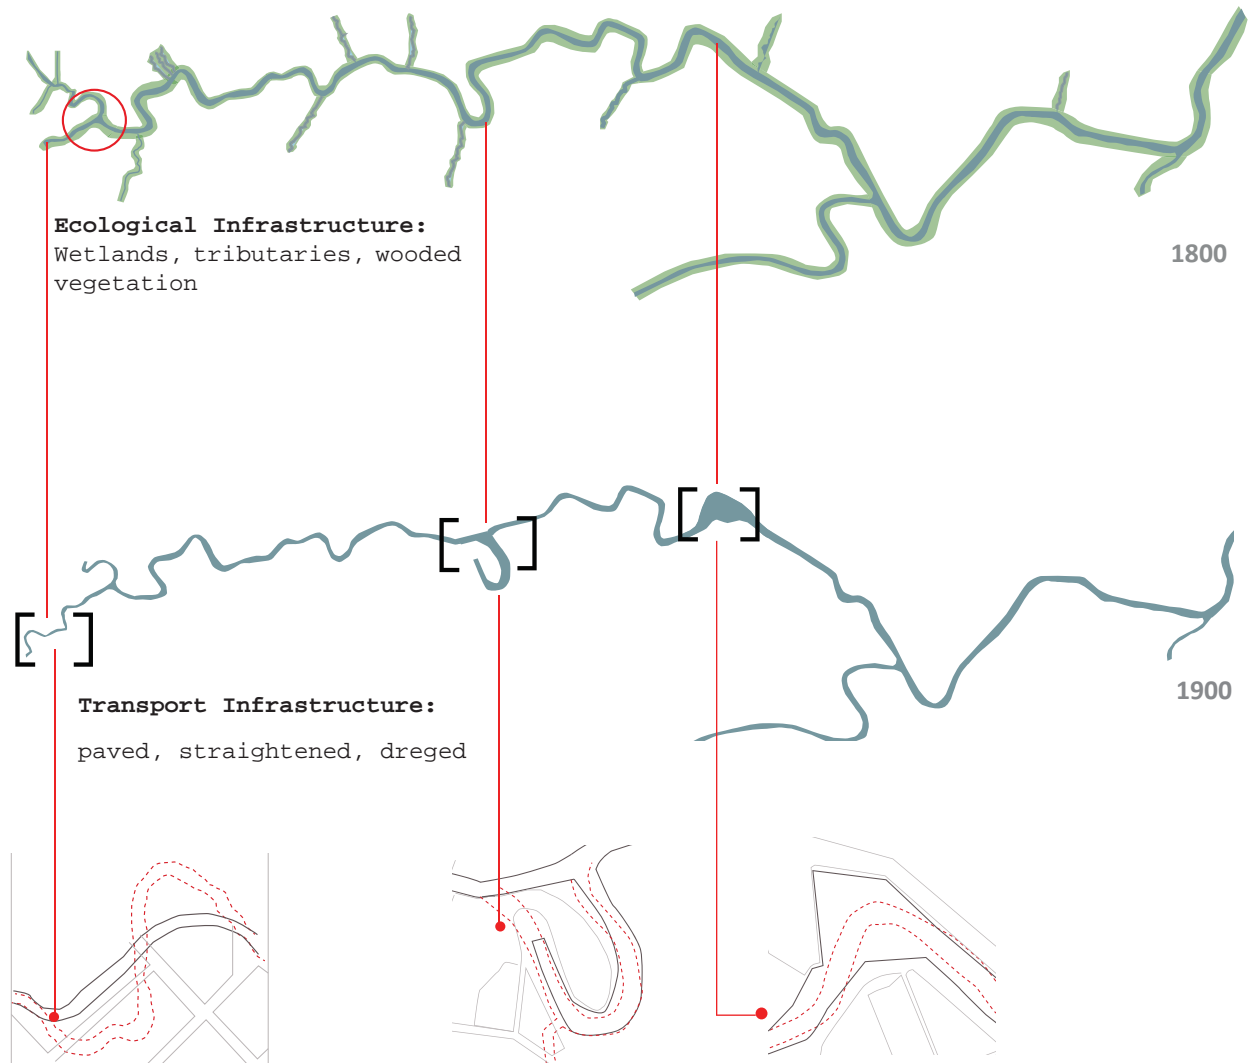 Ecological Infrastructure:
Wetlands, tributaries, wooded
vegetation
1800
1900
Transport Infrastructure:
paved, straightened, dreged